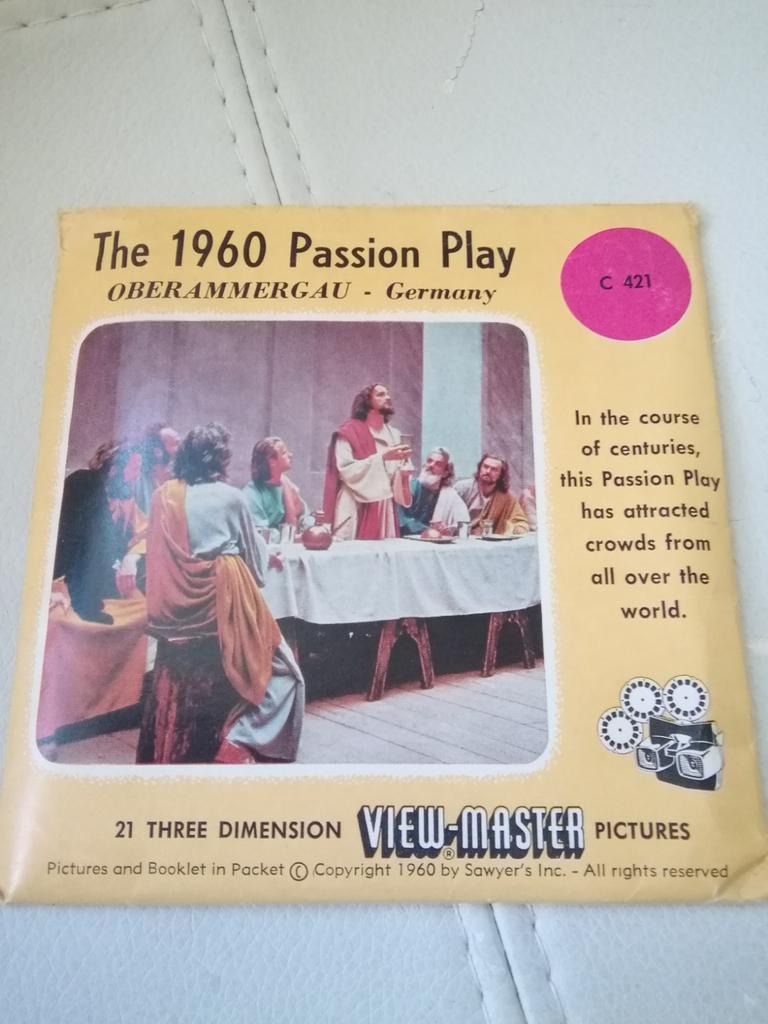 The 1960 Passion Play
OBERAMMERGAU - Germany
C 421
In the course
of centuries,
this Passion Play
has attracted
crowds from
all over the
world.
21 THREE DIMENSION VIEW-MASTER ® PICTURES
Pictures and Booklet in Packet © Copyright 1960 by Sawyer's Inc. - All rights reserved